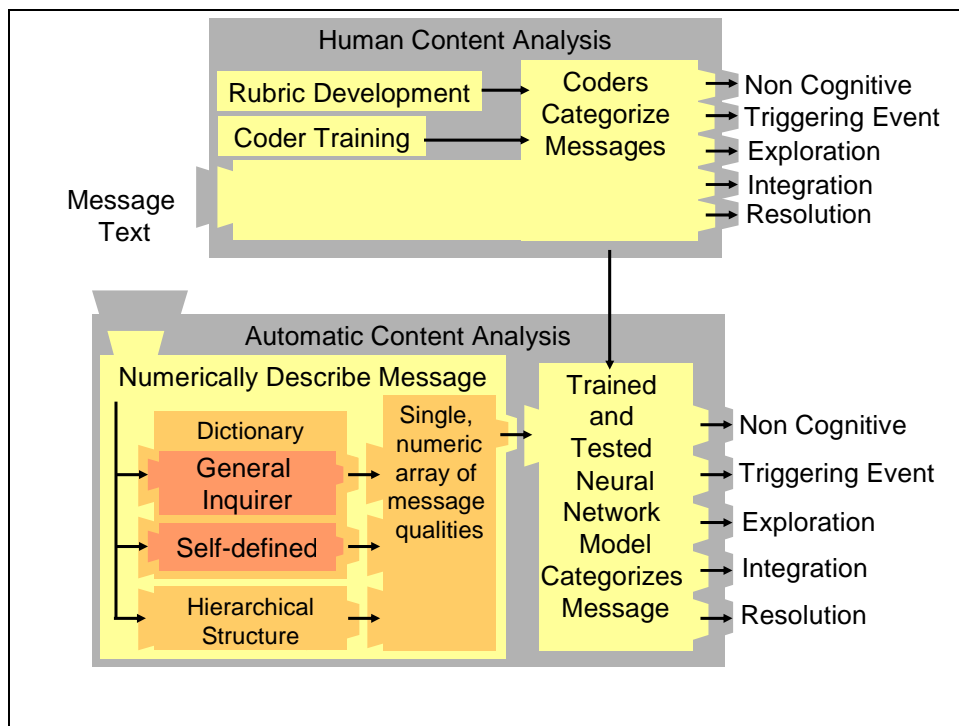 Human Content Analysis
Rubric Development
Coder Training
Coders
Categorize
Messages
Non Cognitive
Triggering Event
Exploration
Integration
Resolution
Message
Text
Automatic Content Analysis
Numerically Describe Message
Dictionary
General
Inquirer
Self-defined
Hierarchical
Structure
Single,
numeric
array of
message
qualities
Trained
and
Tested
Neural
Network
Model
Categorizes
Message
Non Cognitive
Triggering Event
Exploration
Integration
Resolution